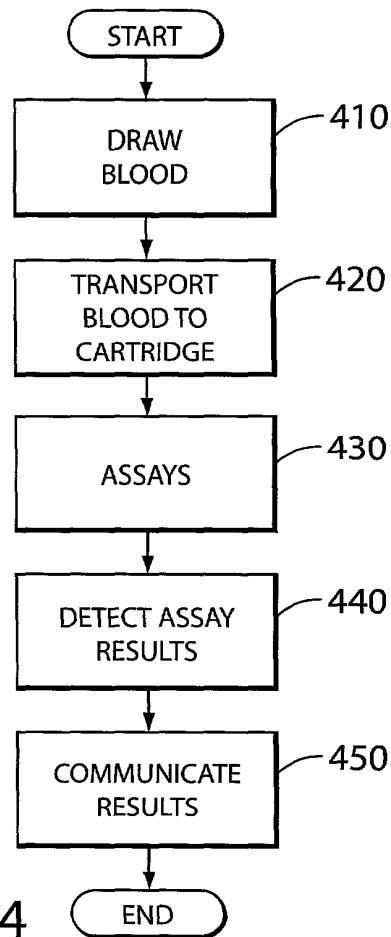 START
DRAW
BLOOD
410
TRANSPORT
BLOOD TO
CARTRIDGE
420
ASSAYS
430
DETECT ASSAY
RESULTS
440
COMMUNICATE
RESULTS
450
END
4